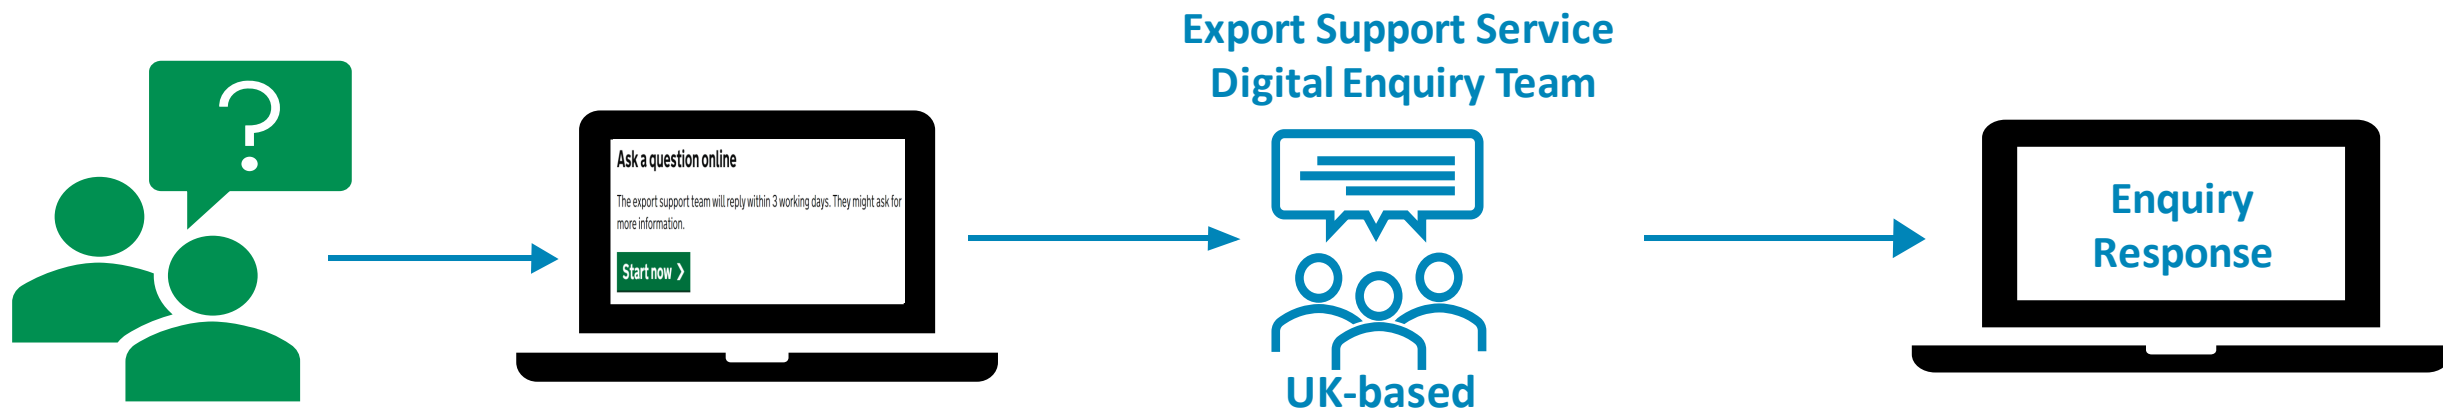 ?
Ask a question online
The export support team will reply within 3 working days. They might ask for
more information.
Start now
Export Support Service
Digital Enquiry Team
UK-based
Enquiry
Response